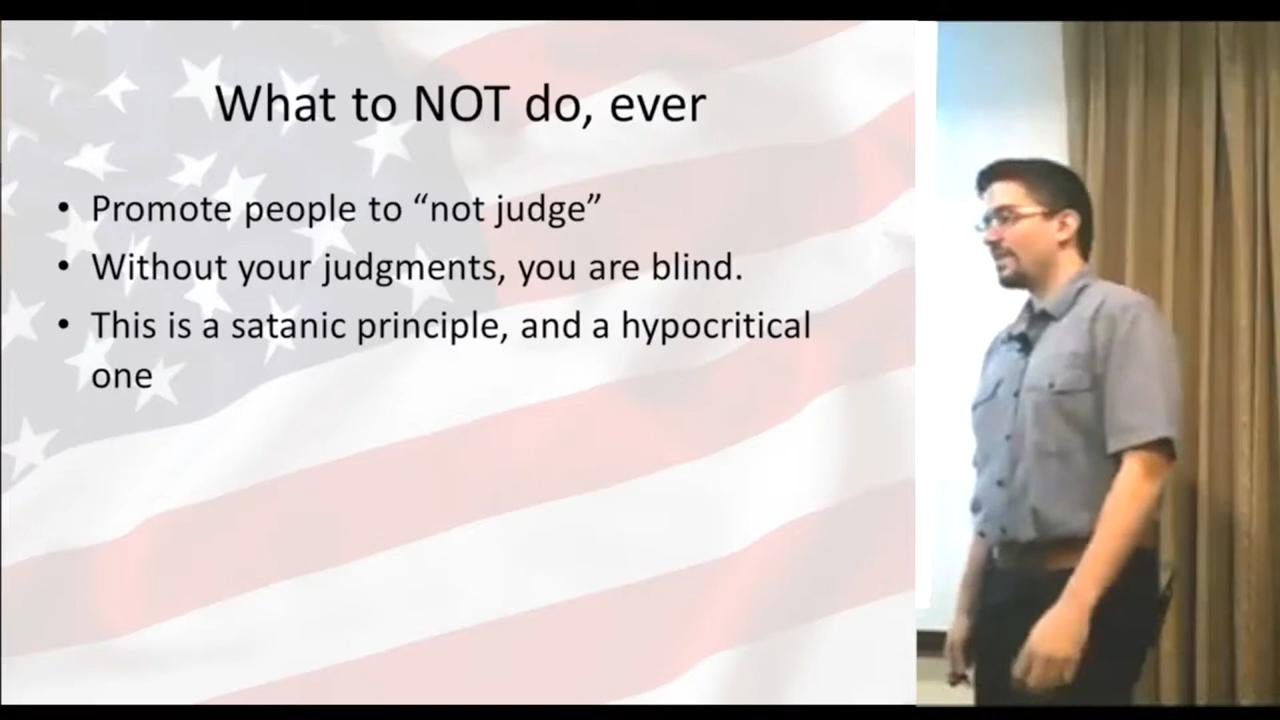 What to NOT do, ever
• Promote people to “not judge”
• Without your judgments, you are blind.
• This is a satanic principle, and a hypocritical
one